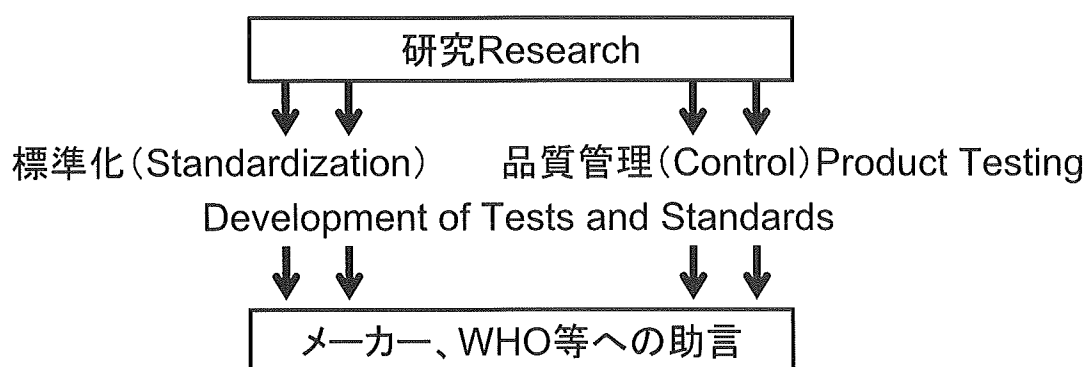 研究Research
標準化(Standardization) 品質管理(Control)Product Testing
Development of Tests and Standards
メーカー、WHO等への助言